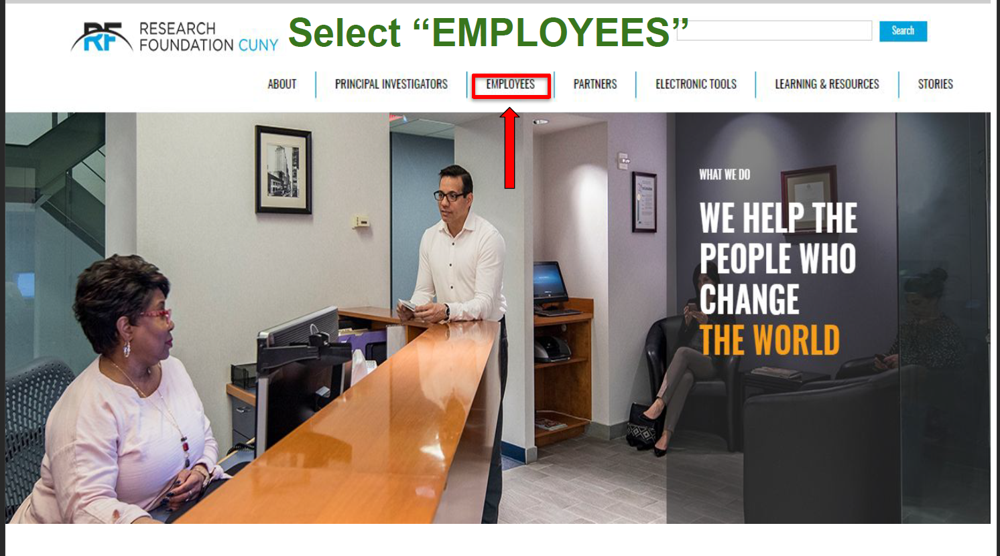 RF
RESEARCH
FOUNDATION CUNY
Select “EMPLOYEES”
Search
ABOUT
PRINCIPAL INVESTIGATORS
EMPLOYEES
PARTNERS
ELECTRONIC TOOLS
LEARNING & RESOURCES
STORIES
WHAT WE DO
WE HELP THE
PEOPLE WHO
CHANGE
THE WORLD